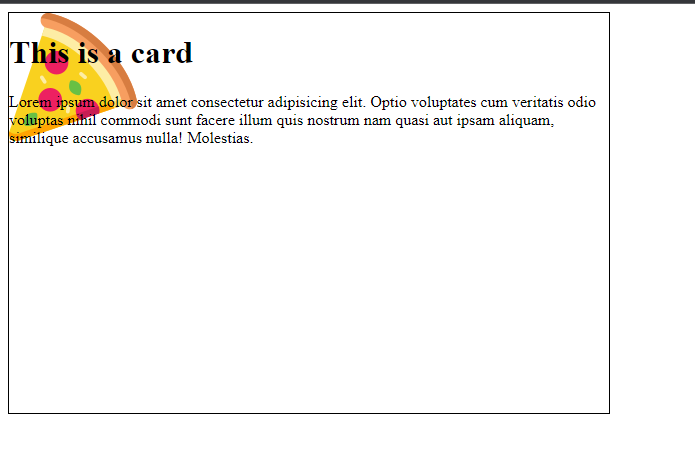 This is a card
Lorem ipsum dolor sit amet consectetur adipisicing elit. Optio voluptates cum veritatis odio
voluptas nihil commodi sunt facere illum quis nostrum nam quasi aut ipsam aliquam,
similique accusamus nulla! Molestias.